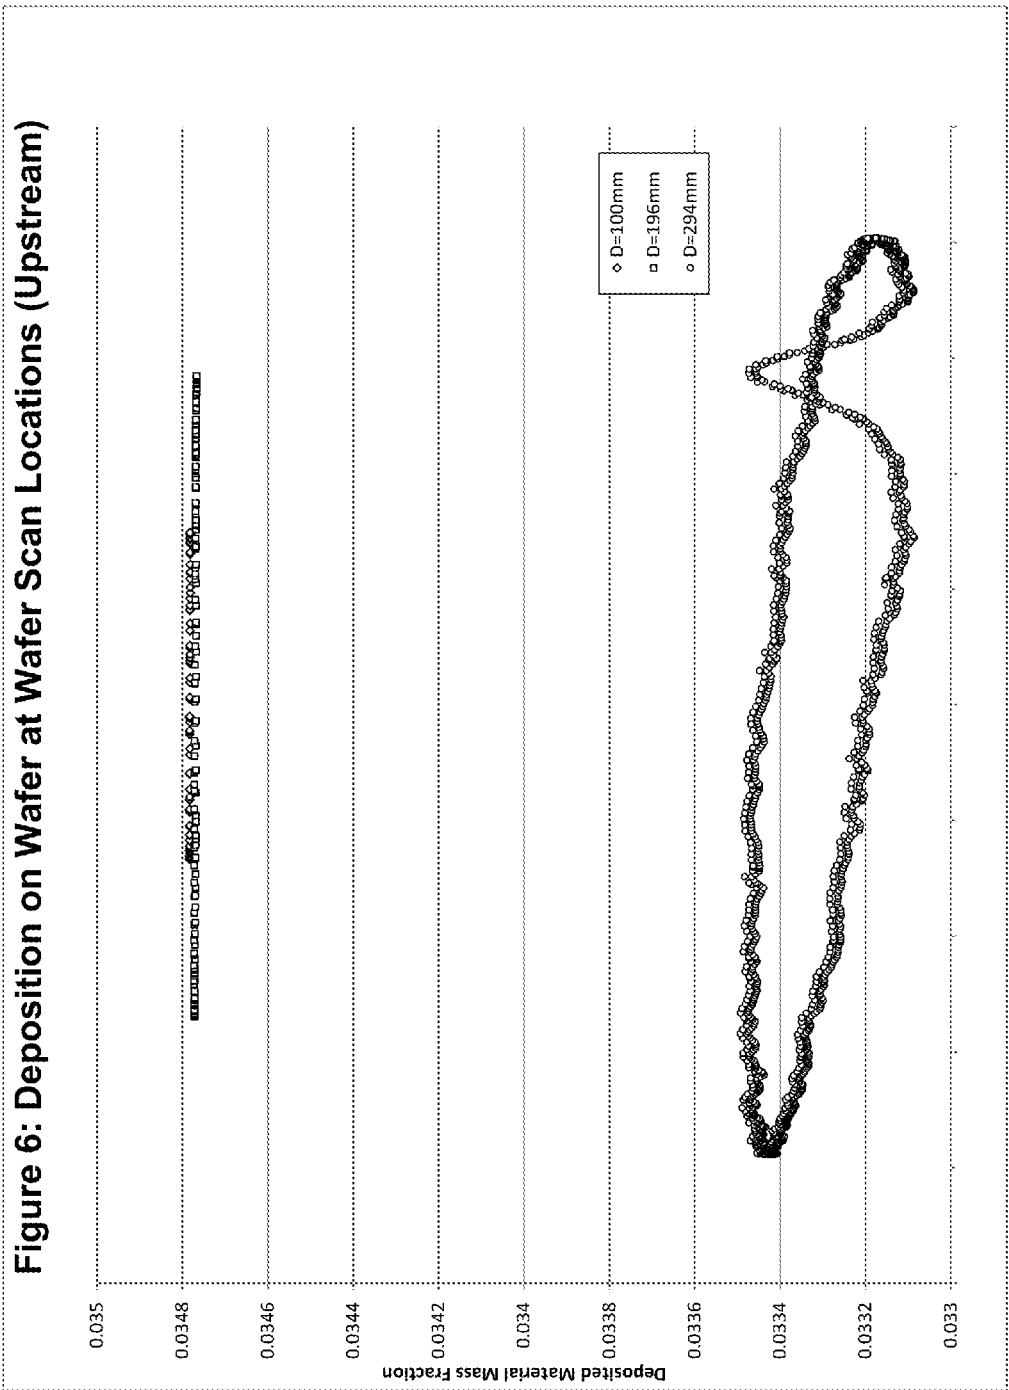 Figure 6: Deposition on Wafer at Wafer Scan Locations (Upstream)
0.035
0.0348
0.0346
0.0344
0.0342
0.034
0.0338
0.0336
0.0334
0.0332
0.033
Deposited Material Mass Fraction
D=100mm
D=196mm
D=294mm